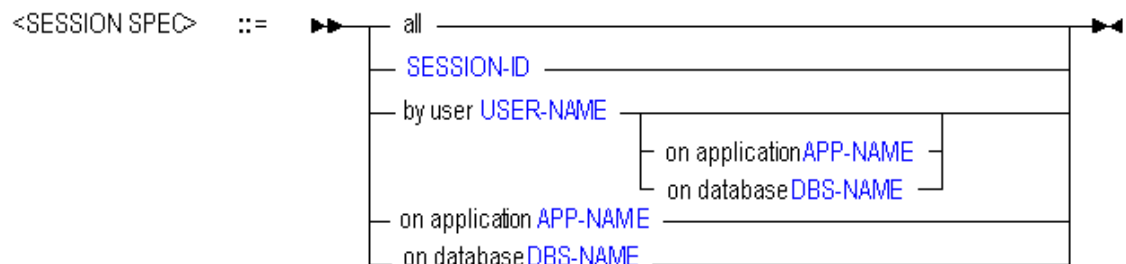 <SESSION SPEC> ::= all
SESSION-ID
by user USER-NAME
on application APP-NAME
on database DBS-NAME
on application APP-NAME
on database DBS-NAME